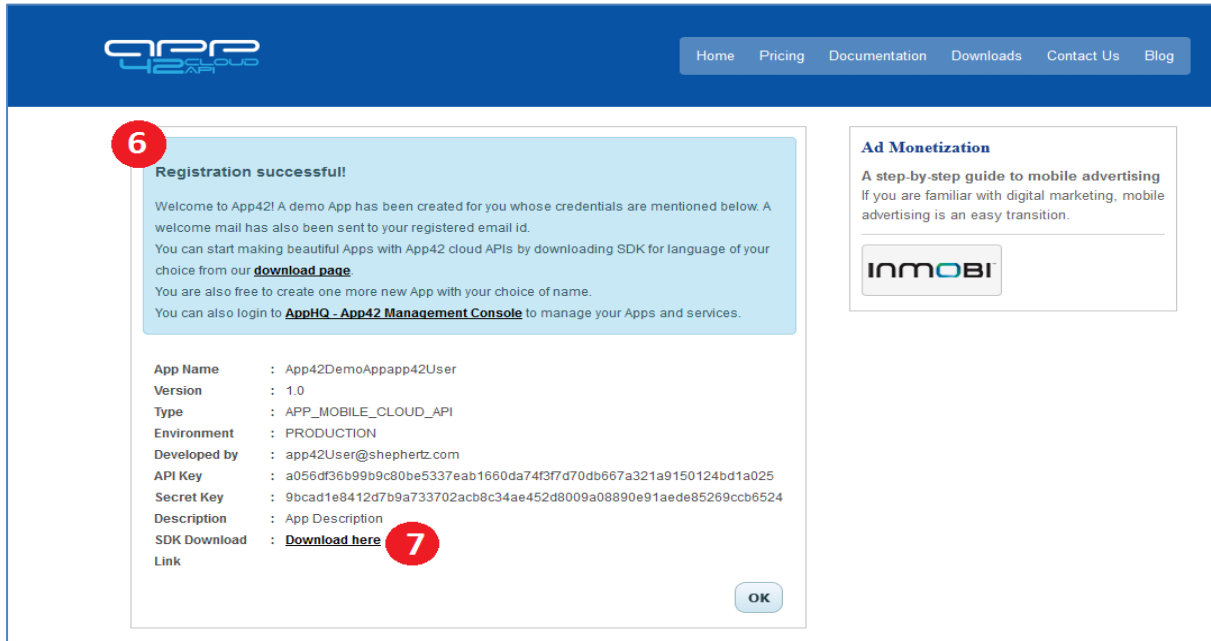 APP
42 CLOUD
API
Home Pricing Documentation Downloads Contact Us Blog
6
Registration successful!
Welcome to App42! A demo App has been created for you whose credentials are mentioned below. A
welcome mail has also been sent to your registered email id.
You can start making beautiful Apps with App42 cloud APIs by downloading SDK for language of your
choice from our download page.
You are also free to create one more new App with your choice of name.
You can also login to AppHQ - App42 Management Console to manage your Apps and services.
App Name : App42DemoAppapp42User
Version : 1.0
Type : APP_MOBILE_CLOUD_API
Environment : PRODUCTION
Developed by : app42User@shephertz.com
API Key : a056df36b99b9c80be5337eab1660da74f3f7d70db667a321a9150124bd1a025
Secret Key : 9bcad1e8412d7b9a733702acb8c34ae452d8009a08890e91aede85269ccb6524
Description : App Description
SDK Download : Download here 7
Link
OK
Ad Monetization
A step-by-step guide to mobile advertising
If you are familiar with digital marketing, mobile
advertising is an easy transition.
INMOBI